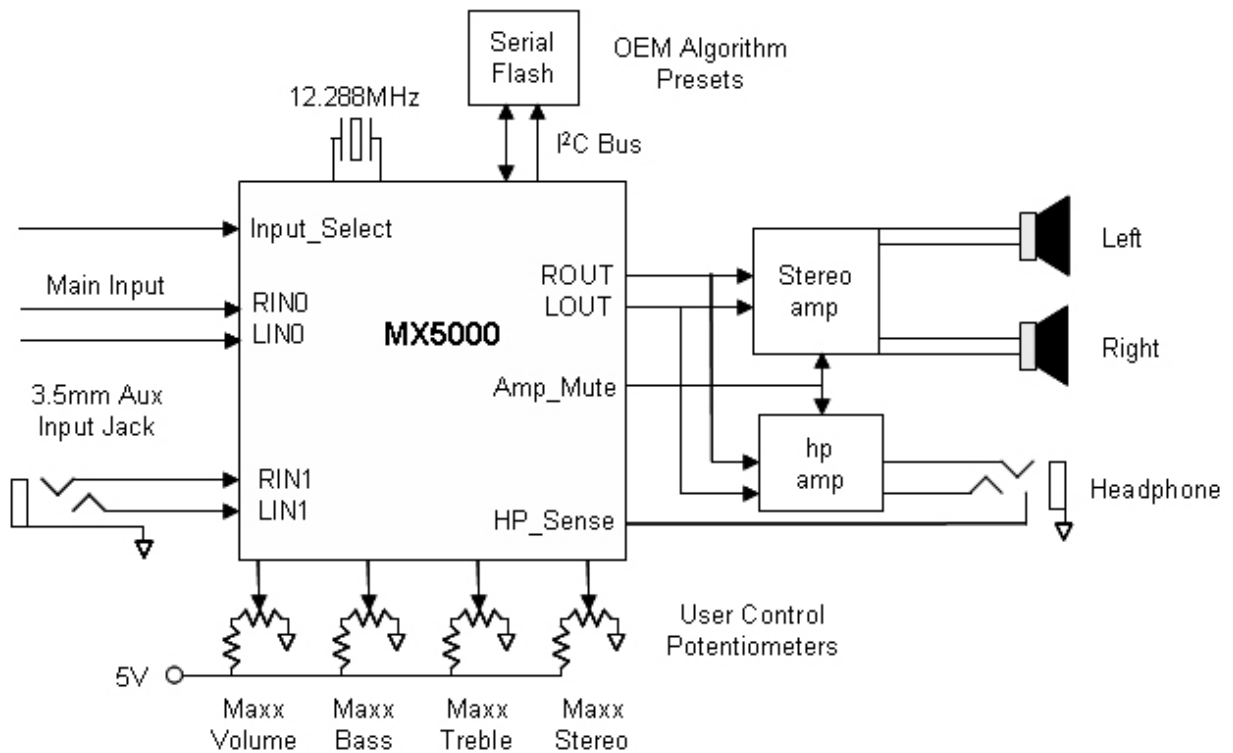 Serial
Flash
OEM Algorithm
Presets
12.288MHz
I²C Bus
Input_Select
Main Input
RIN0
LIN0
MX5000
ROUT
LOUT
Amp_Mute
Stereo
amp
Left
Right
3.5mm Aux
Input Jack
RIN1
LIN1
HP_Sense
hp
amp
Headphone
User Control
Potentiometers
5V
Maxx
Volume
Maxx
Bass
Maxx
Treble
Maxx
Stereo